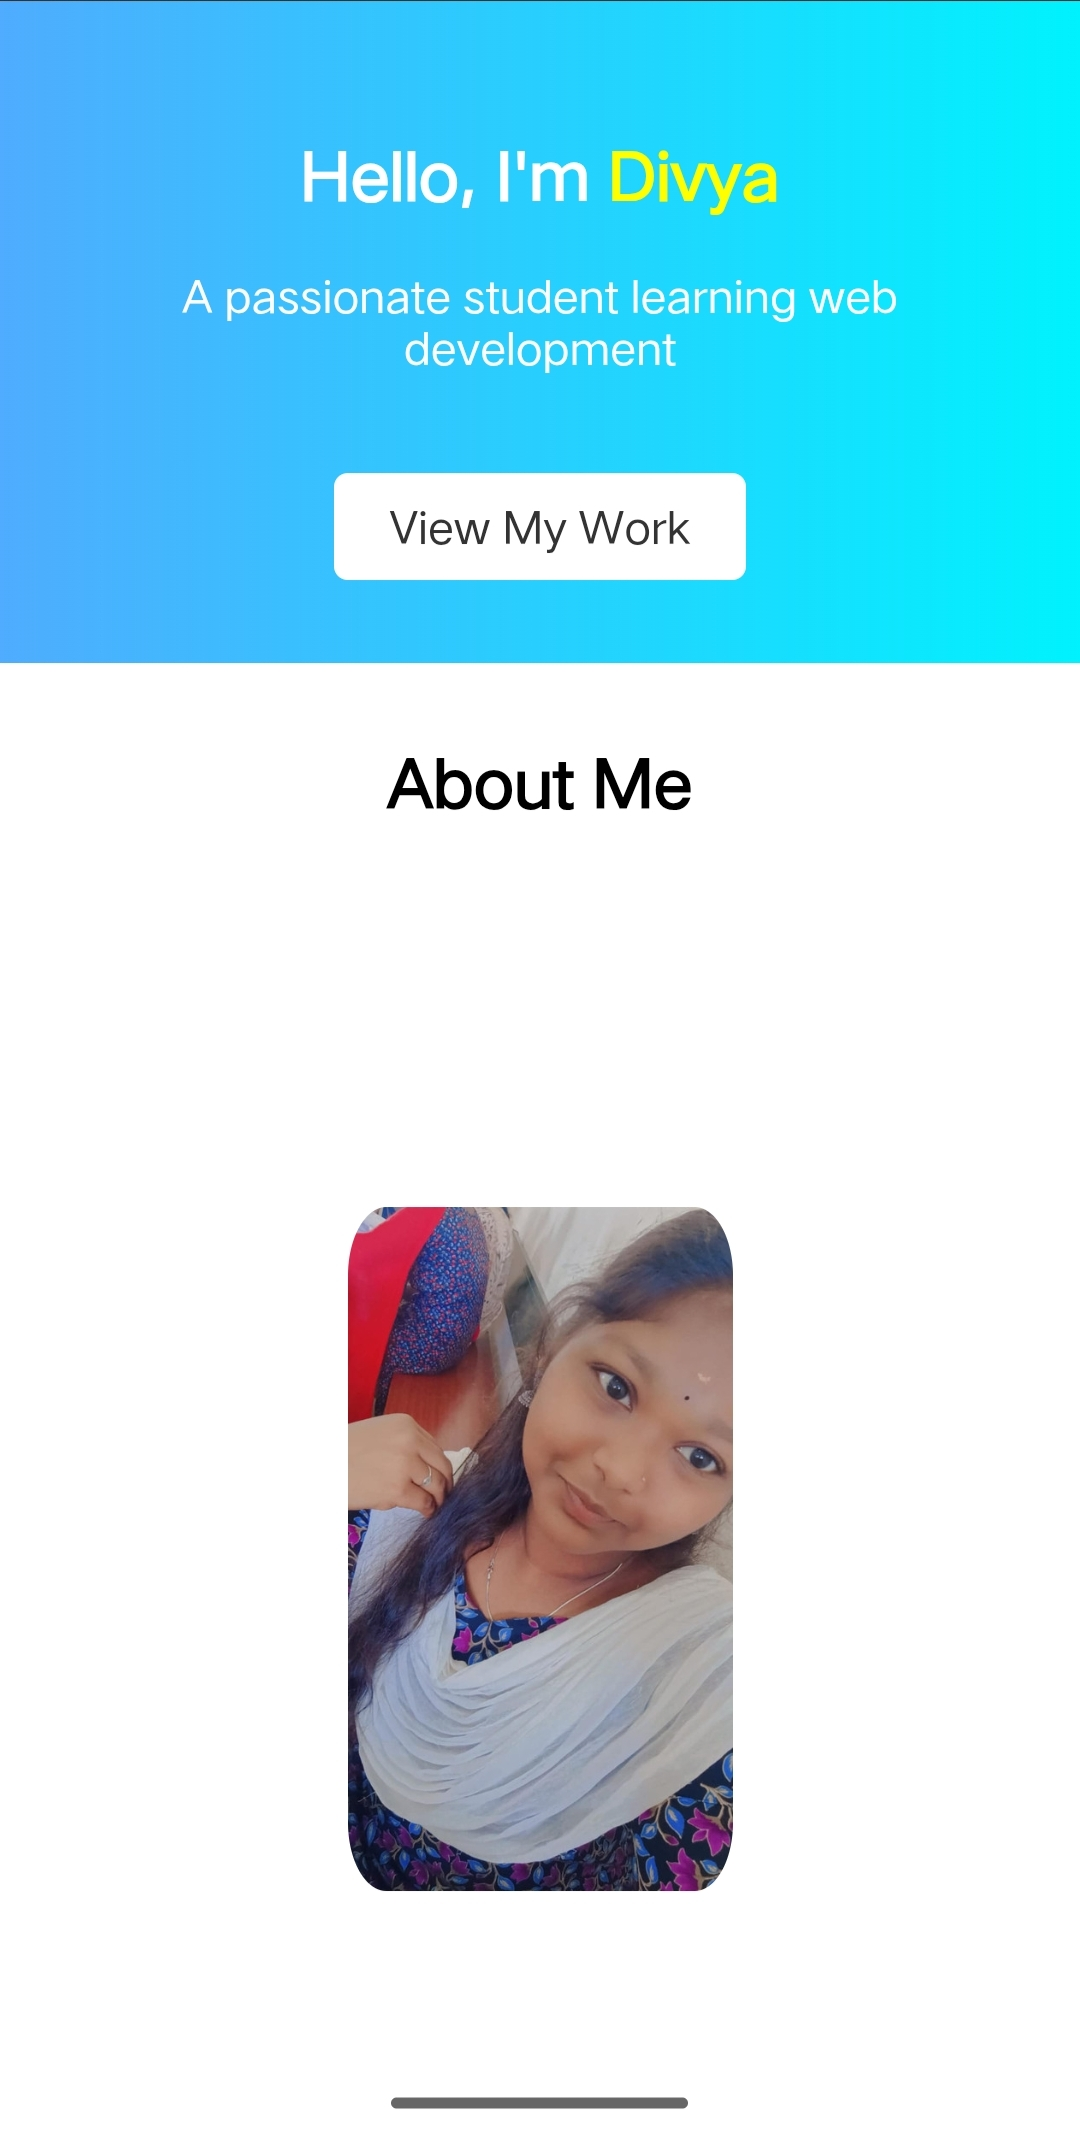 Hello, I'm Divya
A passionate student learning web
development
View My Work
About Me